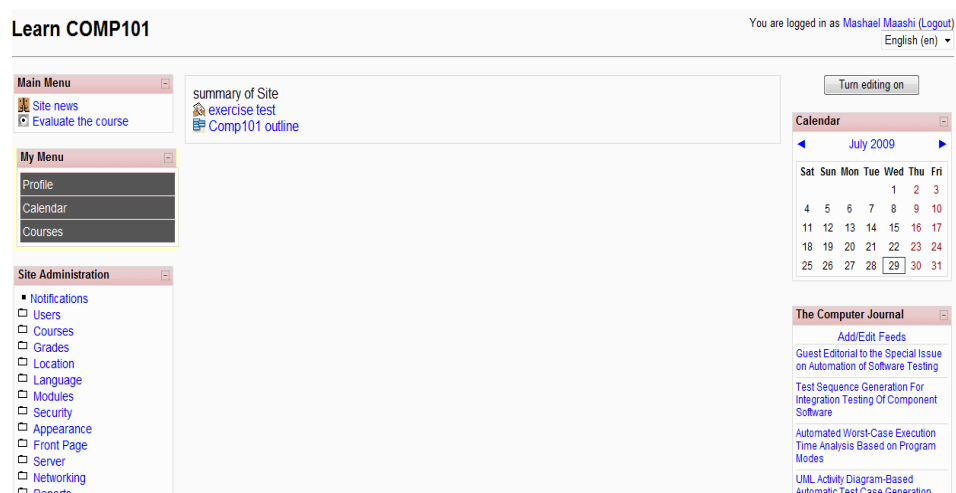 Learn COMP101
You are logged in as Mashael Maashi (Logout)
English (en)
Main Menu
Site news
Evaluate the course
My Menu
Profile
Calendar
Courses
Site Administration
Notifications
Users
Courses
Grades
Location
Language
Modules
Security
Appearance
Front Page
Server
Networking
Reports
summary of Site
exercise test
Comp101 outline
Turn editing on
Calendar
July 2009
Sat Sun Mon Tue Wed Thu Fri
1 2 3
4 5 6 7 8 9 10
11 12 13 14 15 16 17
18 19 20 21 22 23 24
25 26 27 28 29 30 31
The Computer Journal
Add/Edit Feeds
Guest Editorial to the Special Issue
on Automation of Software Testing
Test Sequence Generation For
Integration Testing Of Component
Software
Automated Worst-Case Execution
Time Analysis Based on Program
Modes
UML Activity Diagram-Based
Automatic Test Case Generation